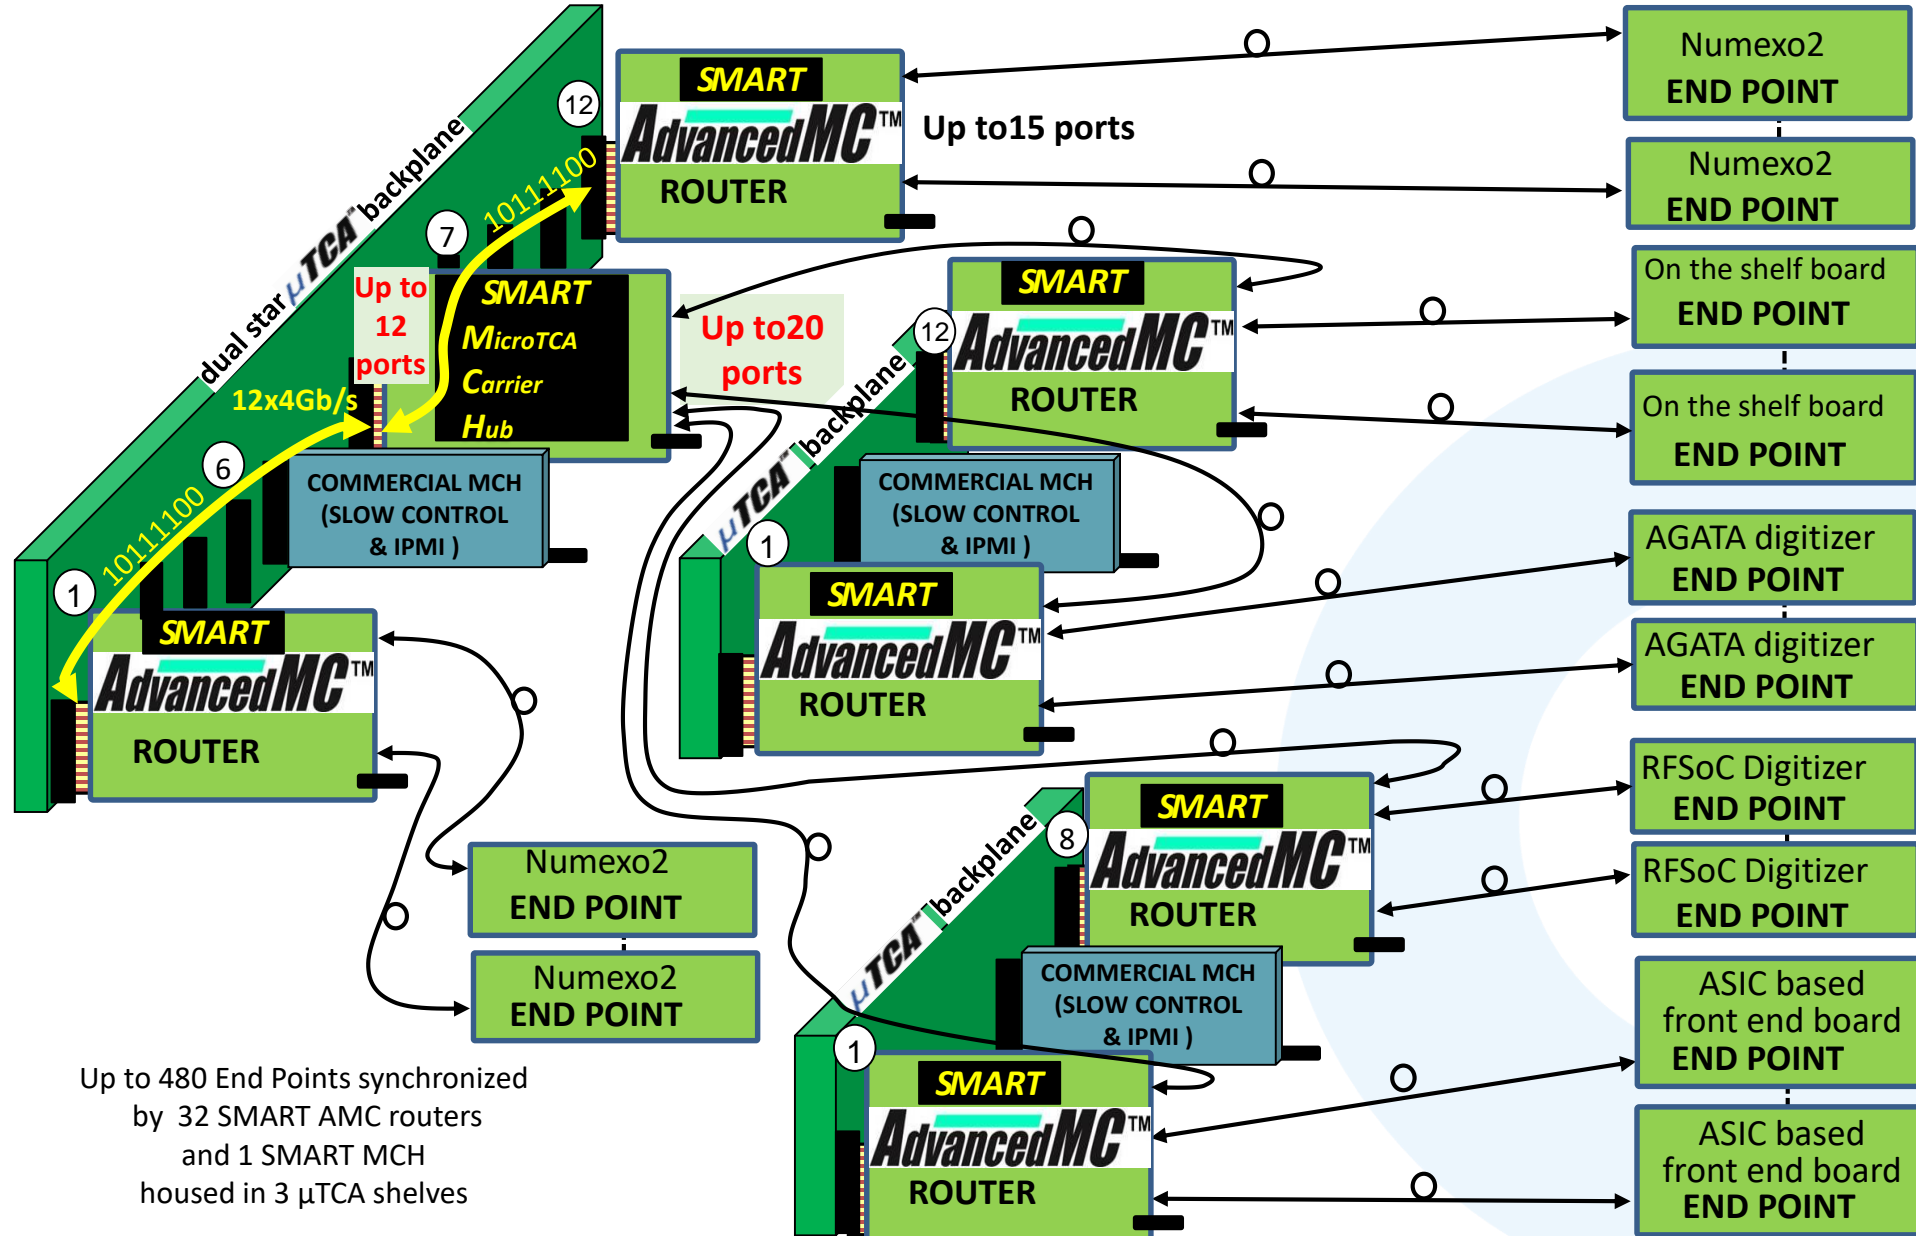 dual star µTCA™ backplane
12
SMART
AdvancedMC™
ROUTER
Up to15 ports
Numexo2
END POINT
Numexo2
END POINT
10111100
7
Up to
12
ports
SMART
MicroTCA
Carrier
Hub
Up to20
ports
12x4Gb/s
6
COMMERCIAL MCH
(SLOW CONTROL
& IPMI )
10111100
1
SMART
AdvancedMC™
ROUTER
Numexo2
END POINT
Numexo2
END POINT
µTCA™ backplane
12
SMART
AdvancedMC™
ROUTER
On the shelf board
END POINT
On the shelf board
END POINT
COMMERCIAL MCH
(SLOW CONTROL
& IPMI )
1
SMART
AdvancedMC™
ROUTER
AGATA digitizer
END POINT
AGATA digitizer
END POINT
µTCA™ backplane
8
SMART
AdvancedMC™
ROUTER
RFSoC Digitizer
END POINT
RFSoC Digitizer
END POINT
COMMERCIAL MCH
(SLOW CONTROL
& IPMI )
1
SMART
AdvancedMC™
ROUTER
ASIC based
front end board
END POINT
ASIC based
front end board
END POINT
Up to 480 End Points synchronized
by 32 SMART AMC routers
and 1 SMART MCH
housed in 3 µTCA shelves